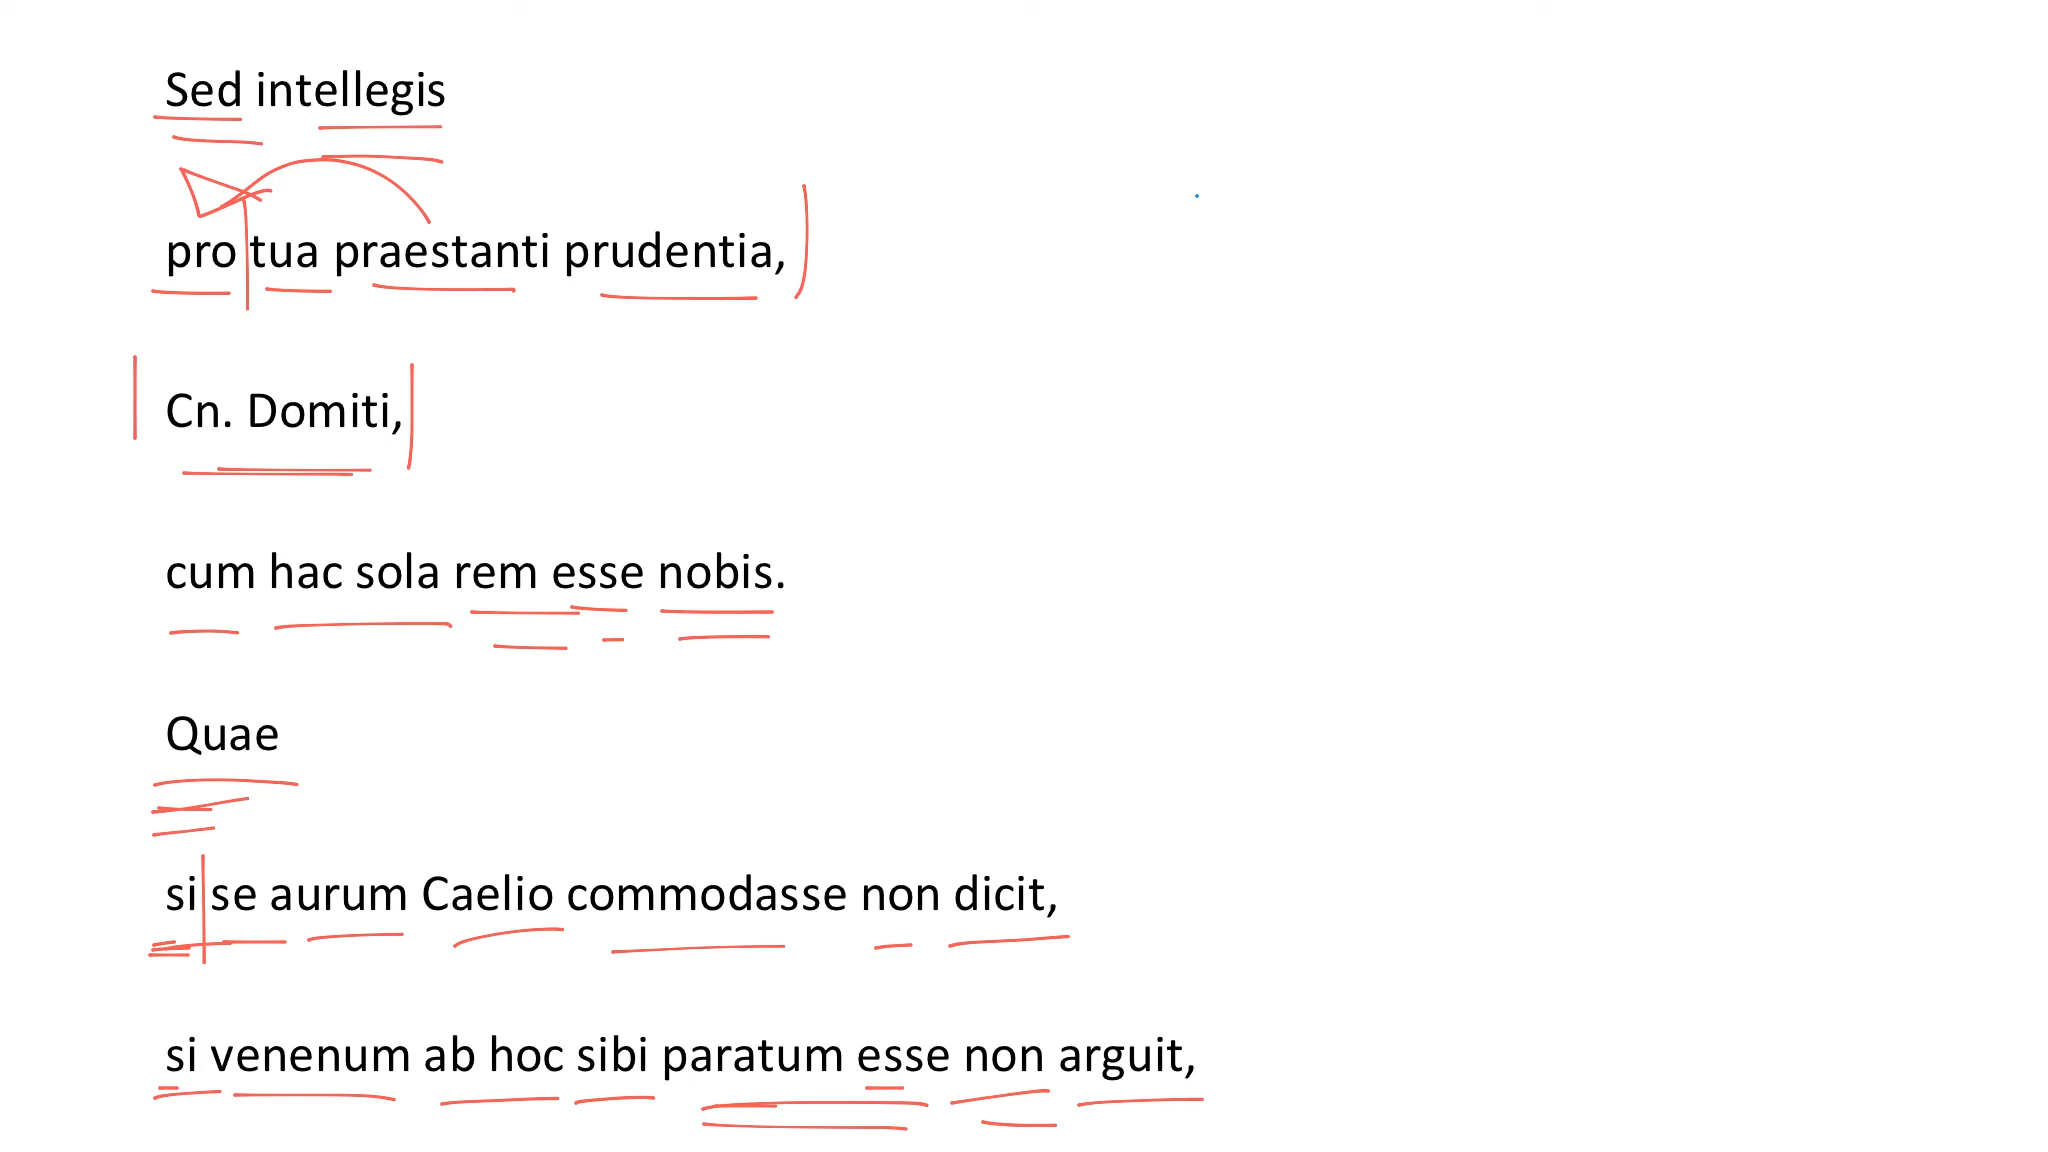 Sed intellegis
pro tua praestanti prudentia,
Cn. Domiti,
cum hac sola rem esse nobis.
Quae
si se aurum Caelio commodasse non dicit,
si venenum ab hoc sibi paratum esse non arguit,